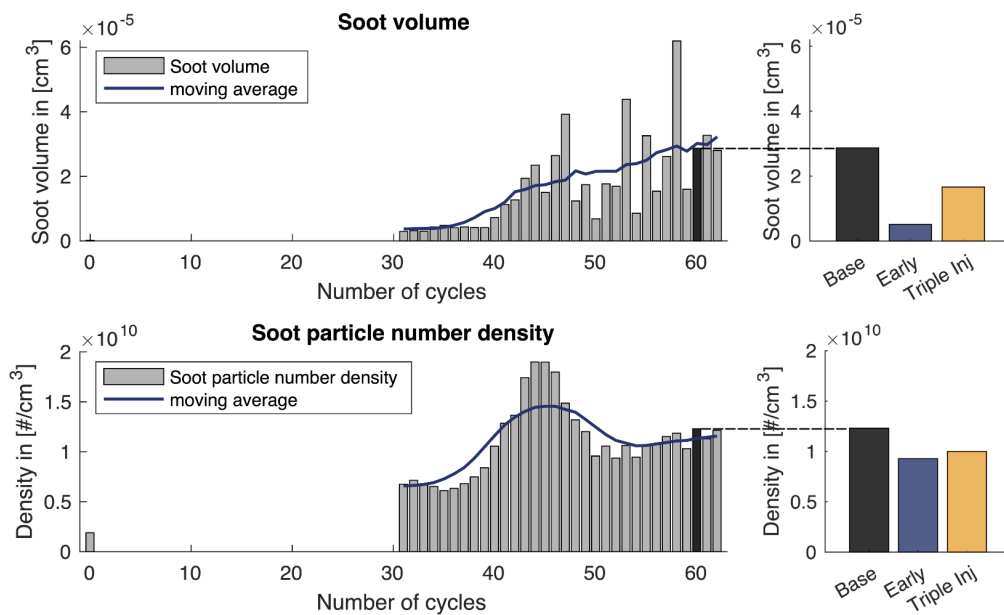 Soot volume
×10⁻⁵
Soot volume in [cm³]
6
4
2
0
Soot volume
moving average
0 10 20 30 40 50 60
Number of cycles
×10⁻⁵
Soot volume in [cm³]
6
4
2
0
Base Early Triple Inj
Soot particle number density
×10¹⁰
Density in [#/cm³]
2
1.5
1
0.5
0
Soot particle number density
moving average
0 10 20 30 40 50 60
Number of cycles
×10¹⁰
Density in [#/cm³]
2
1.5
1
0.5
0
Base Early Triple Inj